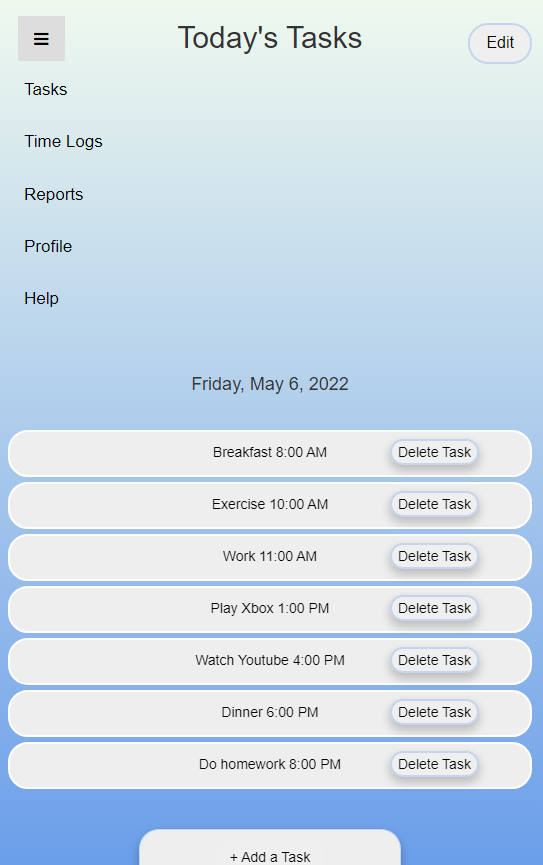 Today's Tasks
Edit
Tasks
Time Logs
Reports
Profile
Help
Friday, May 6, 2022
Breakfast 8:00 AM Delete Task
Exercise 10:00 AM Delete Task
Work 11:00 AM Delete Task
Play Xbox 1:00 PM Delete Task
Watch Youtube 4:00 PM Delete Task
Dinner 6:00 PM Delete Task
Do homework 8:00 PM Delete Task
+ Add a Task